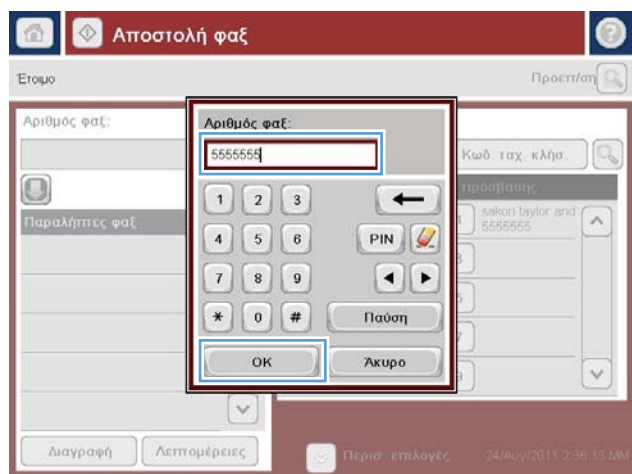 Αποστολή φαξ
Έτοιμο
Προεπ/ση
Αριθμός φαξ:
Κωδ. ταχ. κλήσ.
Παραλήπτες φαξ
sakon taylor and
5555555
Αριθμός φαξ:
5555555
1 2 3
4 5 6 PIN
7 8 9
* 0 # Παύση
OK Άκυρο
Διαγραφή Λεπτομέρειες
Περισ. επιλογές
24/Αυγ/2011 2:36:13 ΜΜ